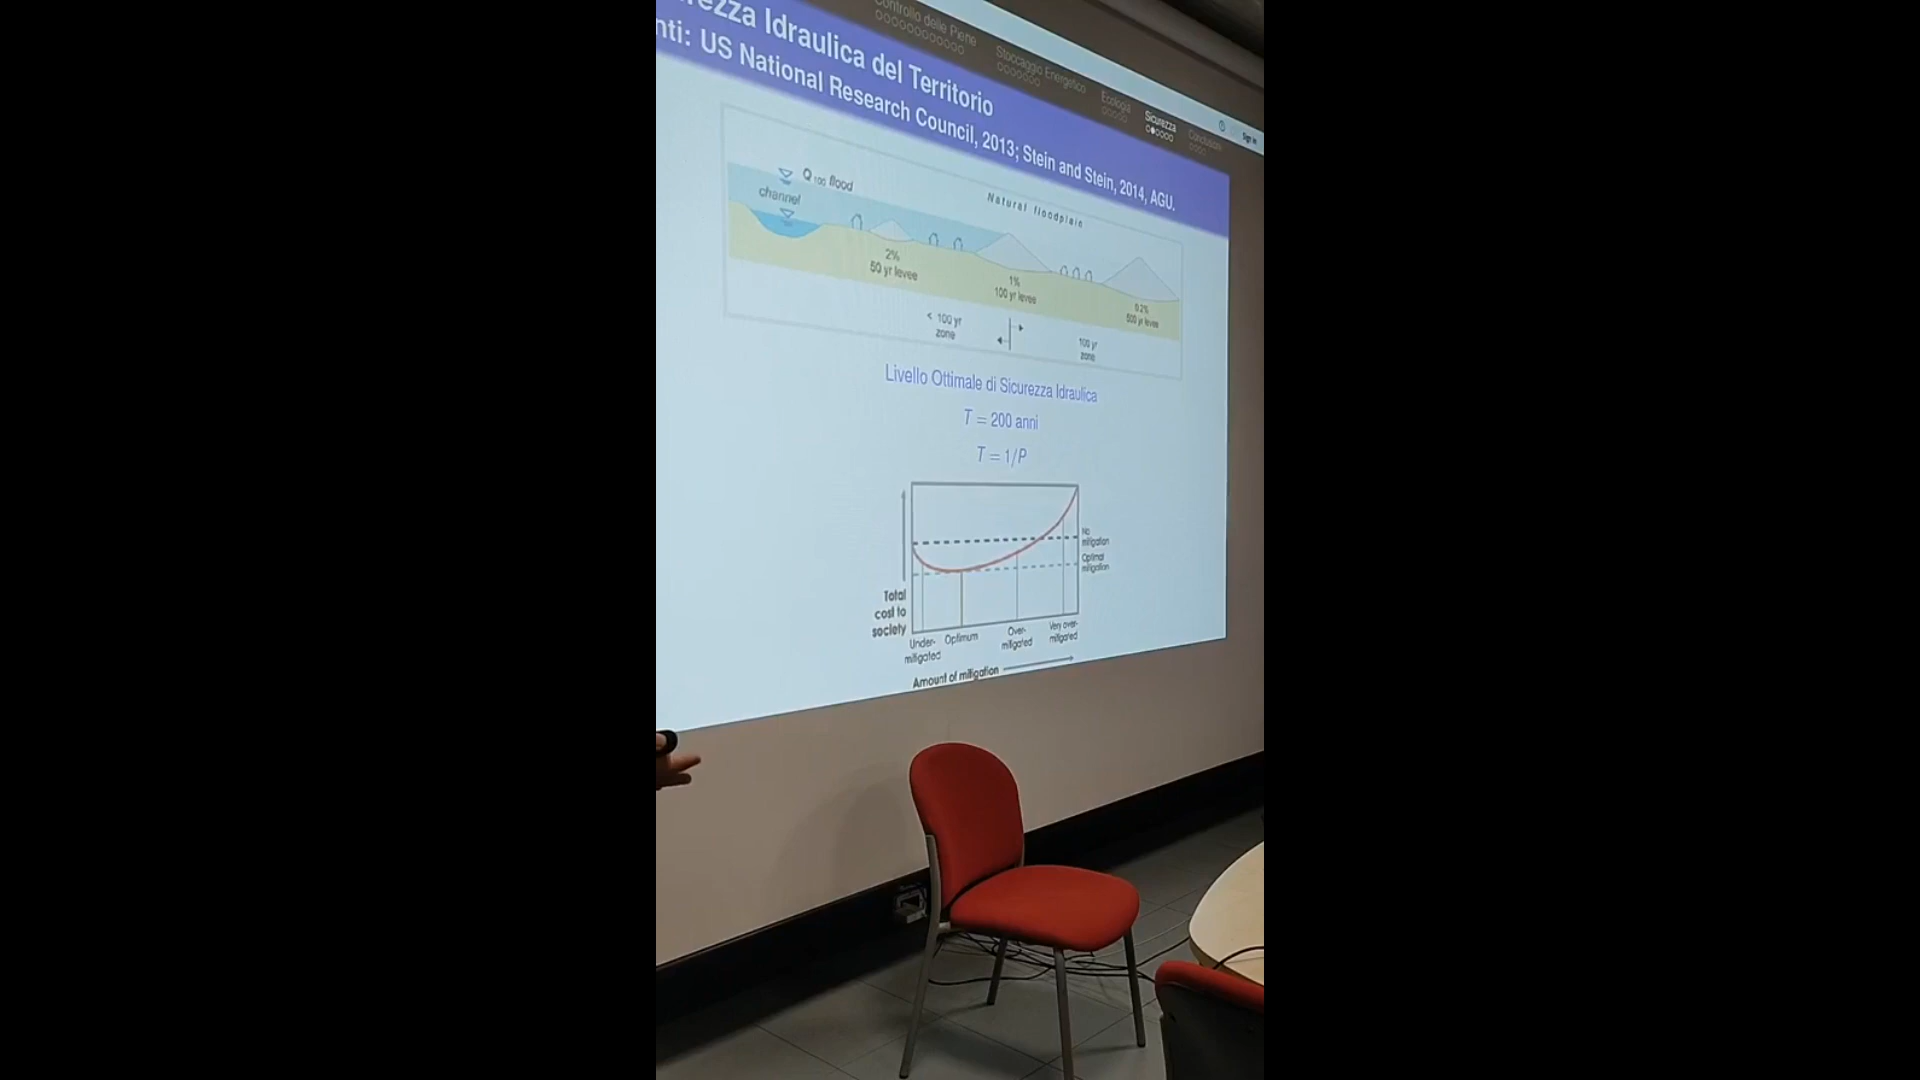 Controllo delle Piene
Stoccaggio Energetico
Ecologia
Sicurezza
Conclusioni
Sign in
Idraulica del Territorio
US National Research Council, 2013; Stein and Stein, 2014, AGU.
Q 100 flood
channel
Natural floodplain
2%
50 yr levee
1%
100 yr levee
0.2%
500 yr levee
< 100 yr
zone
100 yr
zone
Livello Ottimale di Sicurezza Idraulica
T = 200 anni
T = 1/P
No
mitigation
Optimal
mitigation
Total
cost to
society
Under-
mitigated
Optimum
Over-
mitigated
Very over-
mitigated
Amount of mitigation